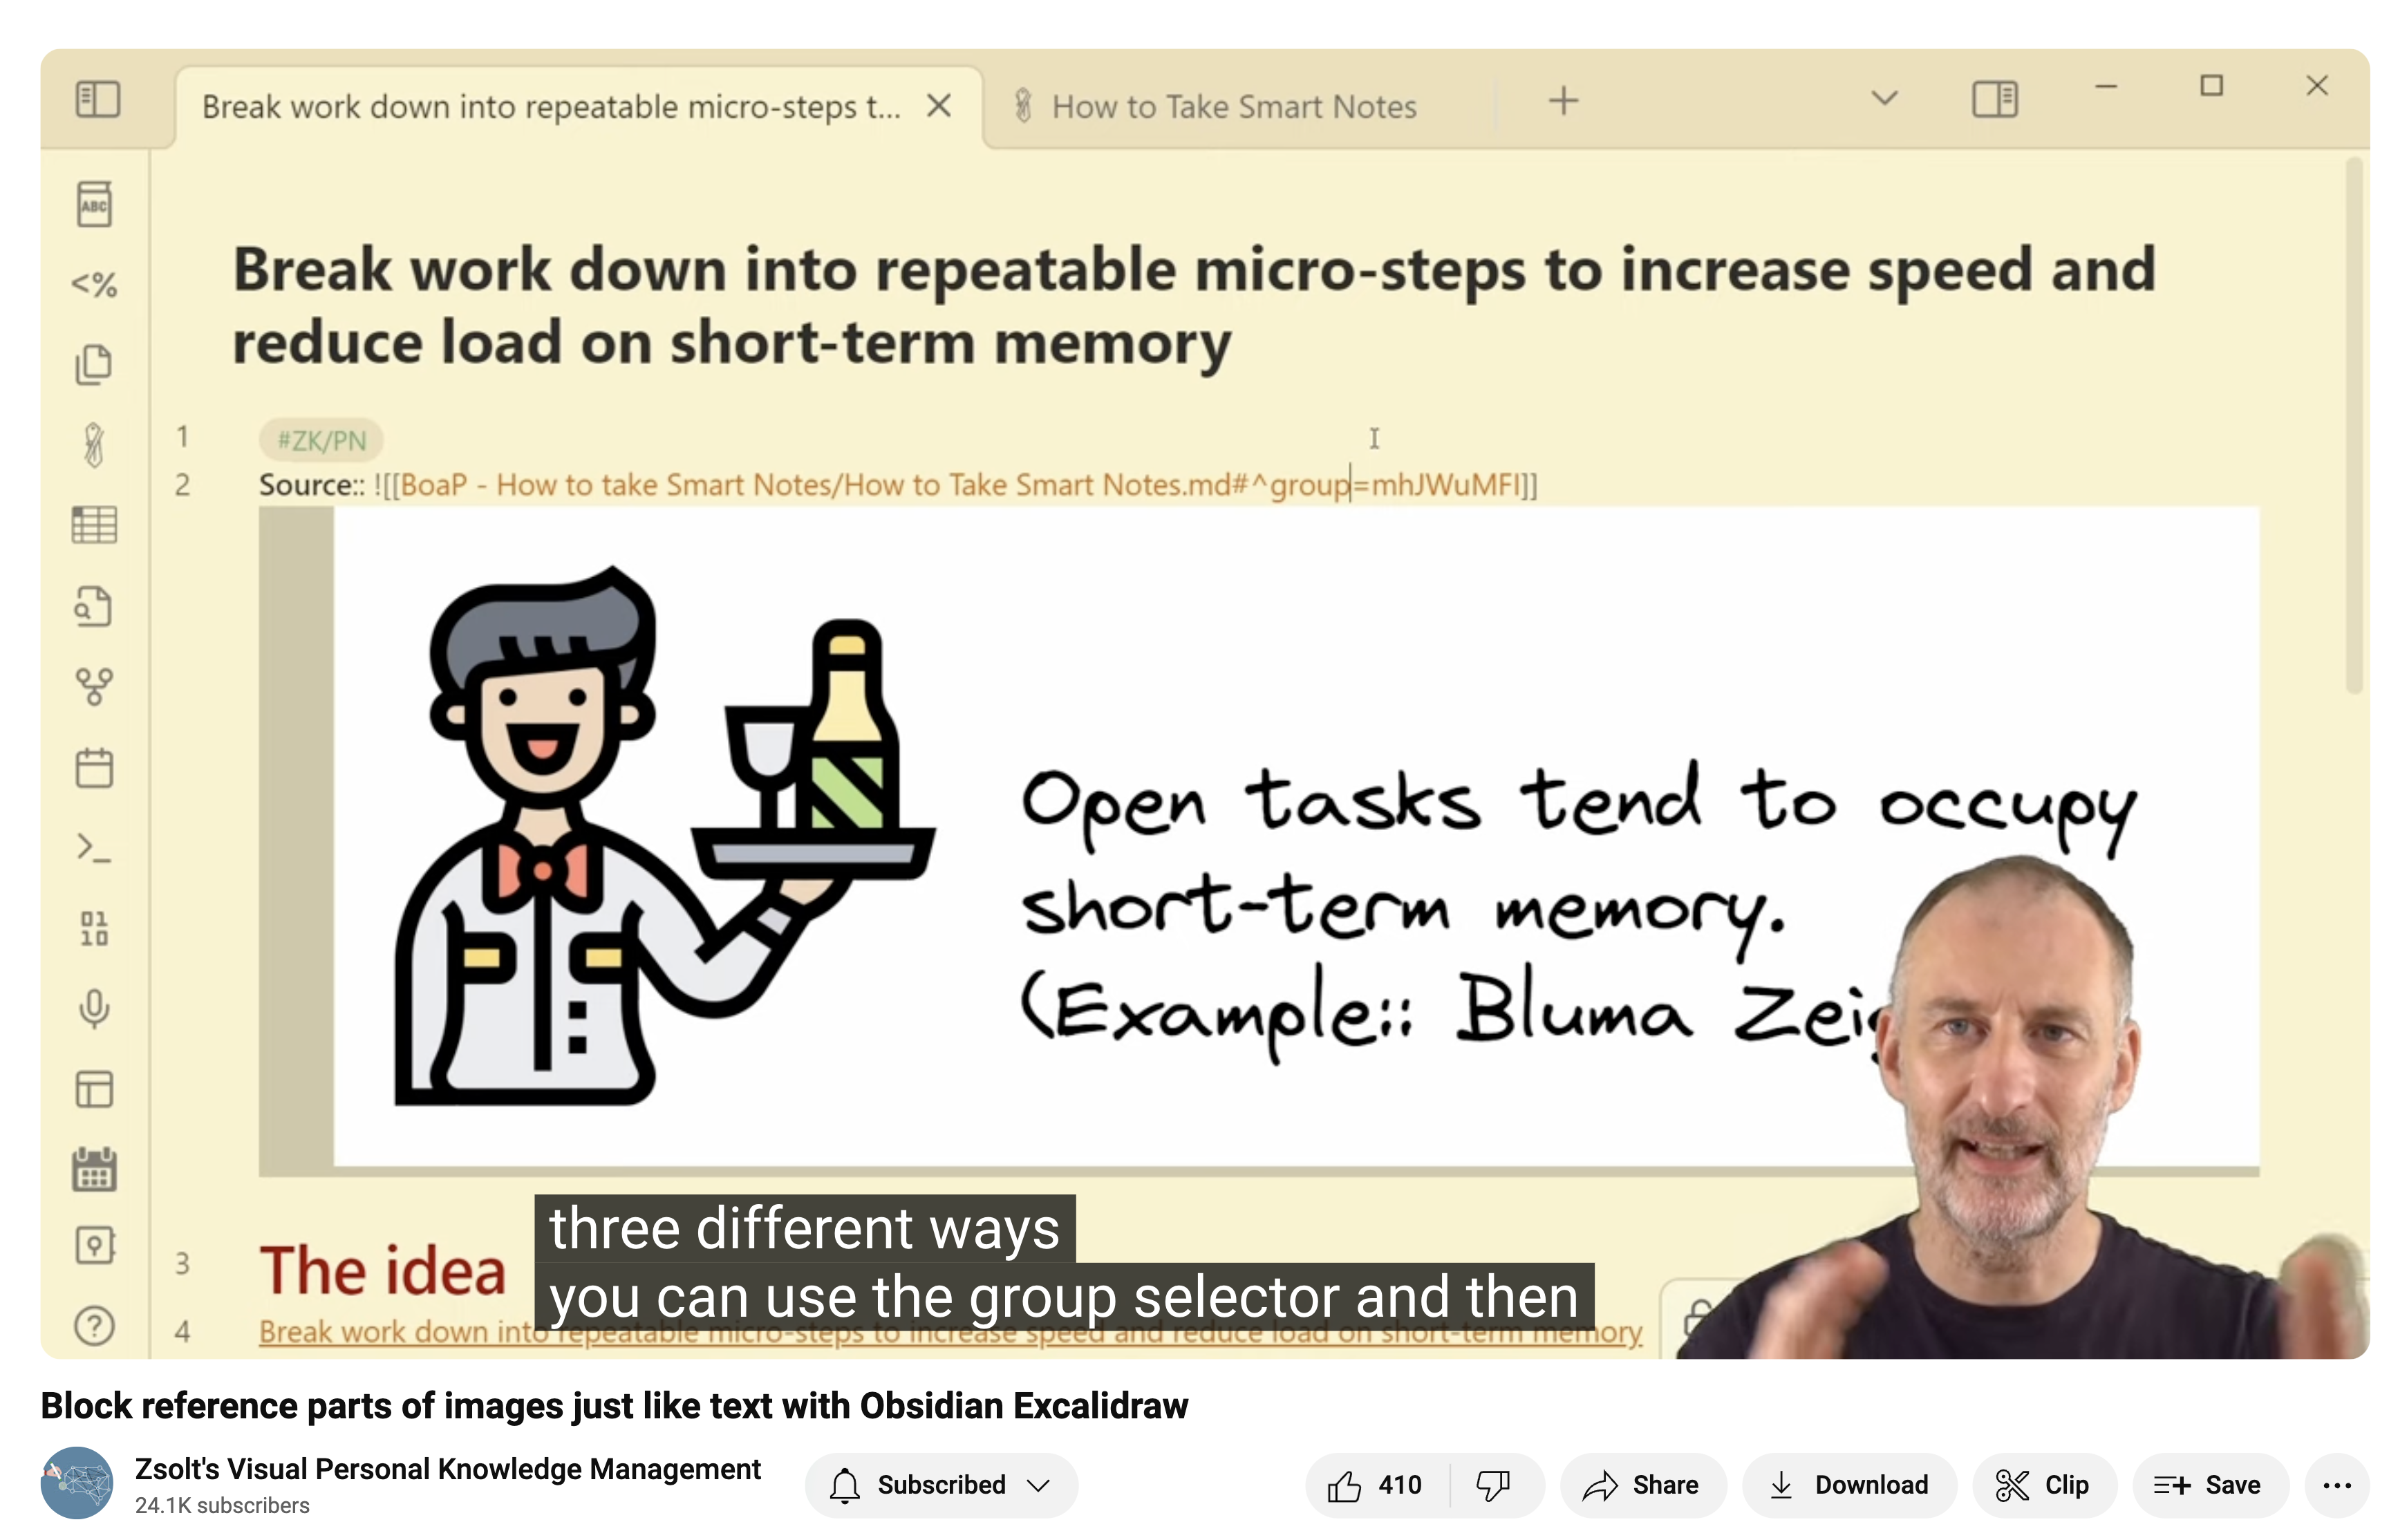 Break work down into repeatable micro-steps t...
How to Take Smart Notes
ABC
<%
Break work down into repeatable micro-steps to increase speed and
reduce load on short-term memory
1
#ZK/PN
2
Source:: ![[BoaP - How to take Smart Notes/How to Take Smart Notes.md#^group=mhJWuMFI]]
Open tasks tend to occupy
short-term memory.
(Example:: Bluma
01
10
three different ways
you can use the group selector and then
3
The idea
4
Break work down into repeatable micro-steps to increase speed and reduce load on short-term memory
Block reference parts of images just like text with Obsidian Excalidraw
Zsolt's Visual Personal Knowledge Management
24.1K subscribers
Subscribed
410
Share
Download
Clip
Save